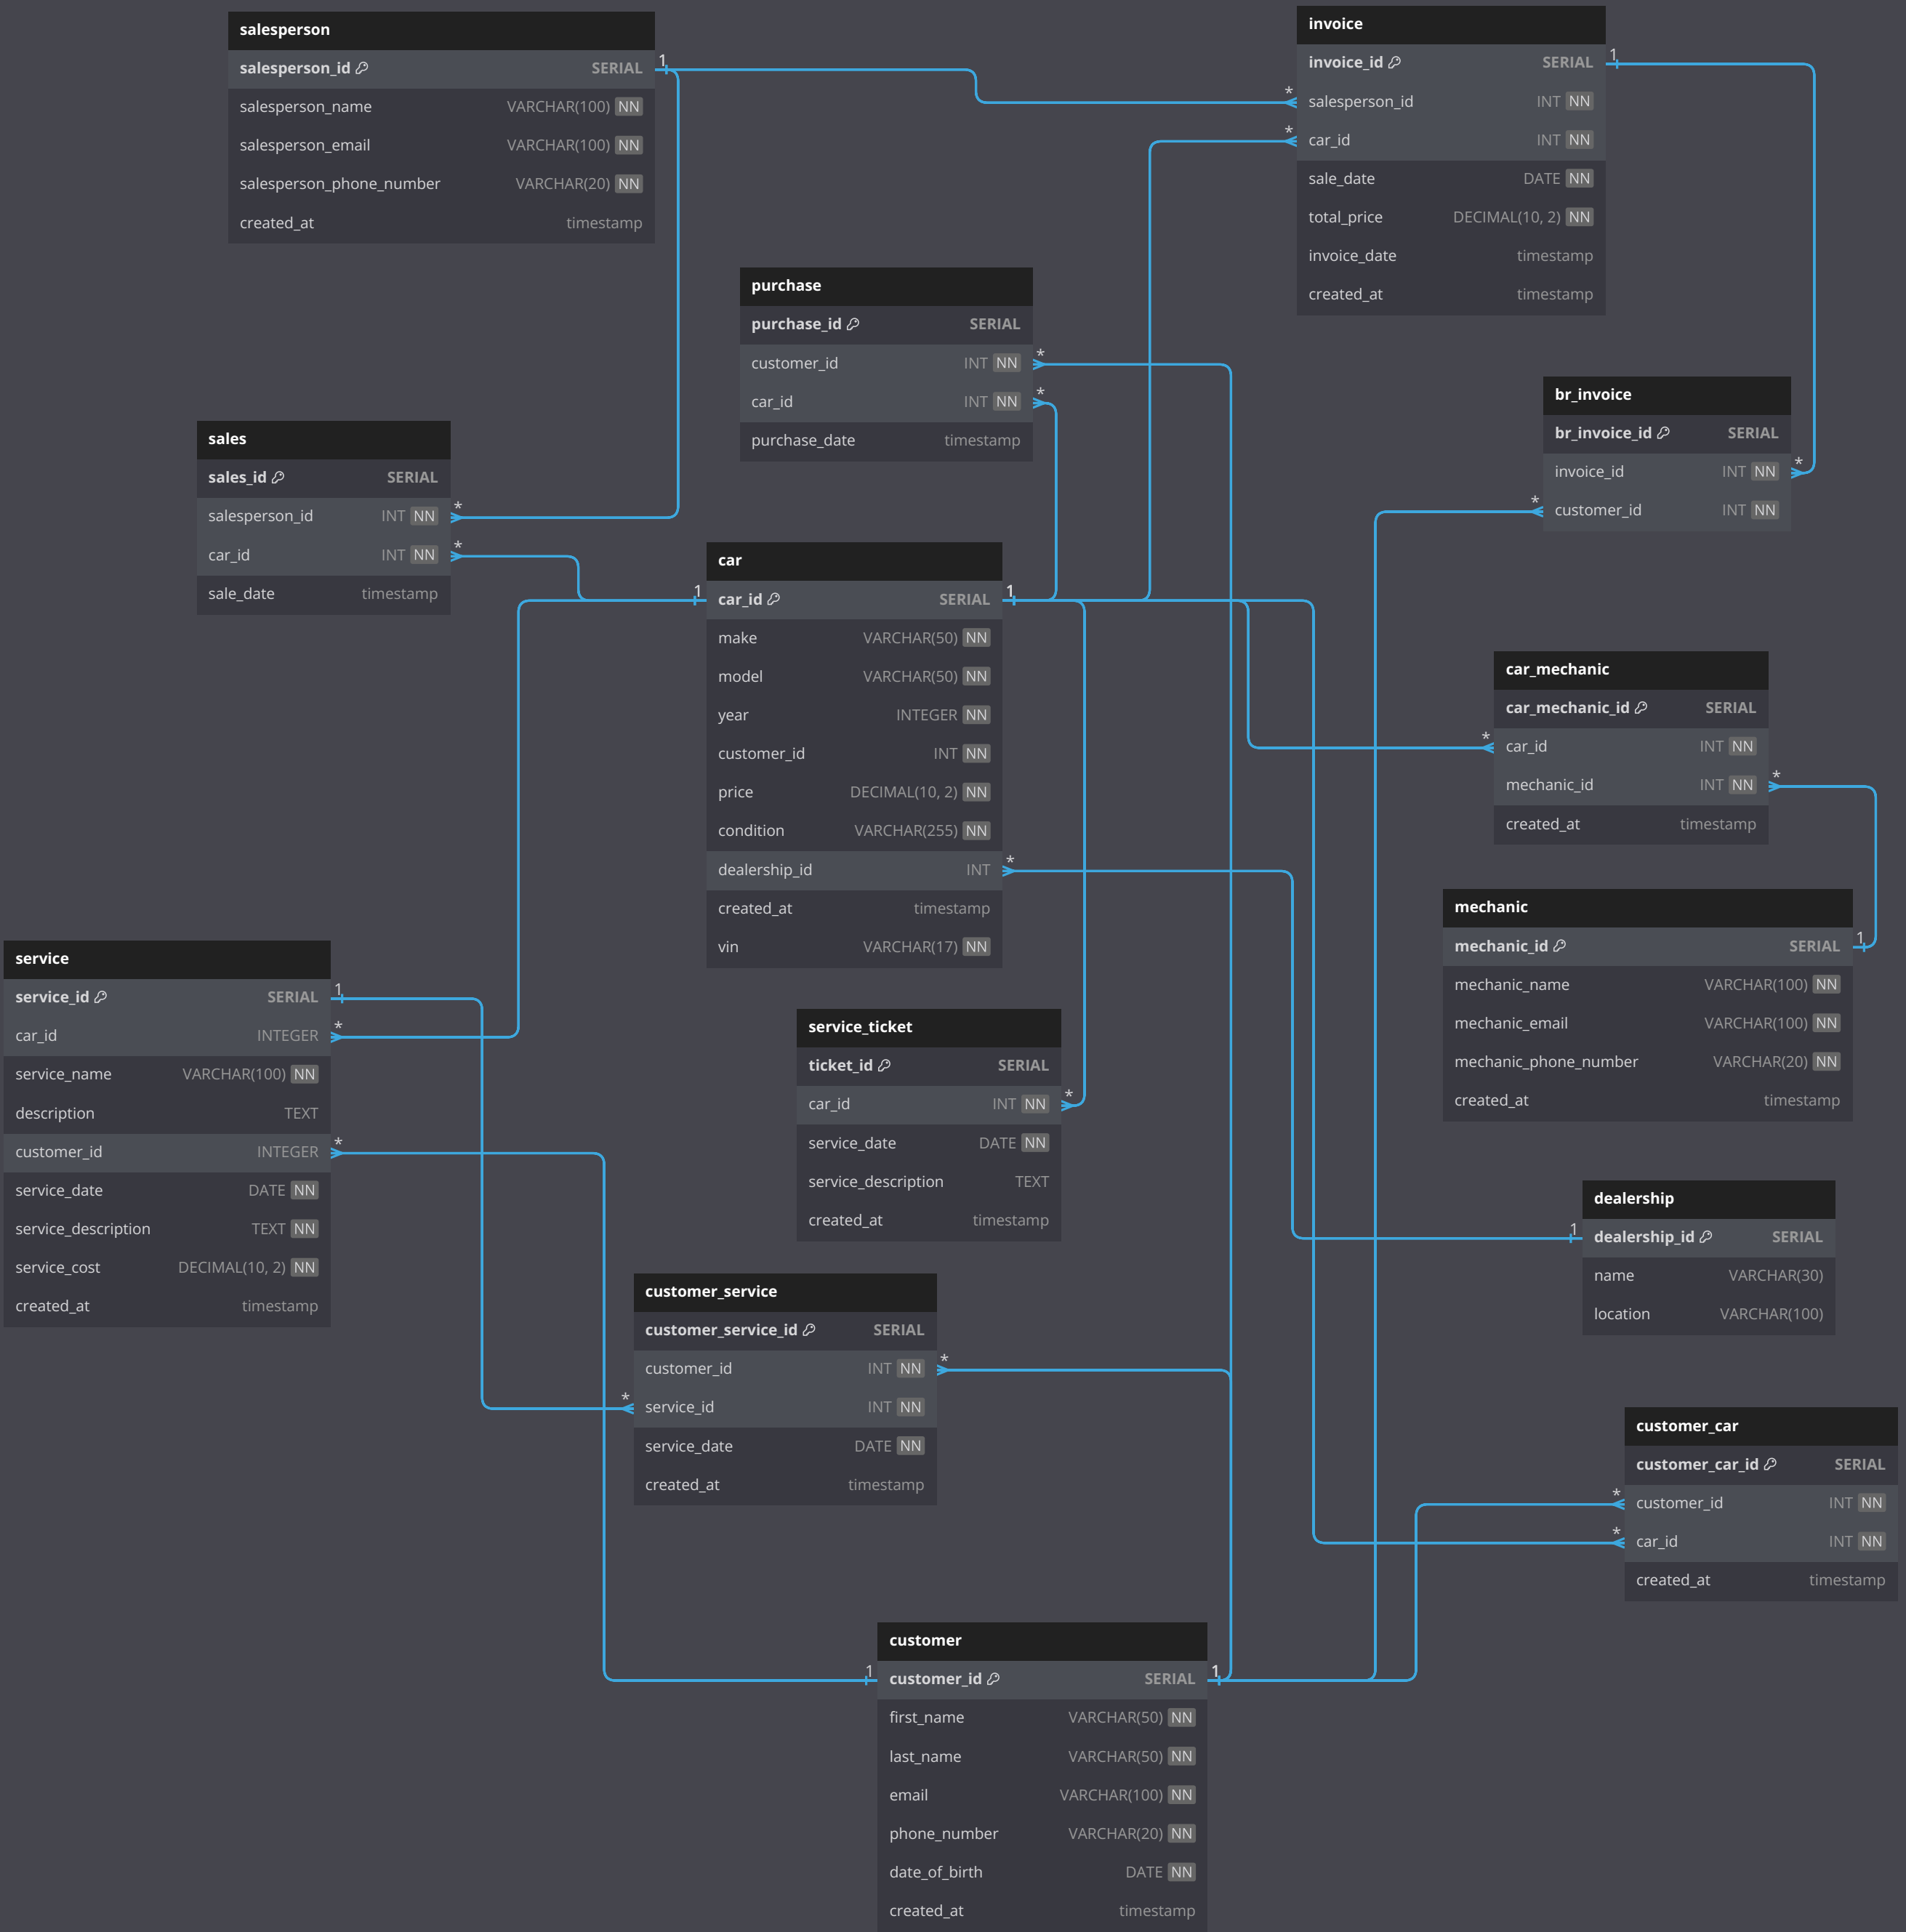 salesperson
salesperson_id SERIAL
salesperson_name VARCHAR(100) NN
salesperson_email VARCHAR(100) NN
salesperson_phone_number VARCHAR(20) NN
created_at timestamp
1
invoice
invoice_id SERIAL
salesperson_id INT NN
car_id INT NN
sale_date DATE NN
total_price DECIMAL(10, 2) NN
invoice_date timestamp
created_at timestamp
1
*
*
purchase
purchase_id SERIAL
customer_id INT NN
car_id INT NN
purchase_date timestamp
*
*
br_invoice
br_invoice_id SERIAL
invoice_id INT NN
customer_id INT NN
*
*
sales
sales_id SERIAL
salesperson_id INT NN
car_id INT NN
sale_date timestamp
*
*
car
car_id SERIAL
make VARCHAR(50) NN
model VARCHAR(50) NN
year INTEGER NN
customer_id INT NN
price DECIMAL(10, 2) NN
condition VARCHAR(255) NN
dealership_id INT
created_at timestamp
vin VARCHAR(17) NN
1
1
*
car_mechanic
car_mechanic_id SERIAL
car_id INT NN
mechanic_id INT NN
created_at timestamp
*
*
mechanic
mechanic_id SERIAL
mechanic_name VARCHAR(100) NN
mechanic_email VARCHAR(100) NN
mechanic_phone_number VARCHAR(20) NN
created_at timestamp
1
service
service_id SERIAL
car_id INTEGER
service_name VARCHAR(100) NN
description TEXT
customer_id INTEGER
service_date DATE NN
service_description TEXT NN
service_cost DECIMAL(10, 2) NN
created_at timestamp
1
*
*
service_ticket
ticket_id SERIAL
car_id INT NN
service_date DATE NN
service_description TEXT
created_at timestamp
*
dealership
dealership_id SERIAL
name VARCHAR(30)
location VARCHAR(100)
1
customer_service
customer_service_id SERIAL
customer_id INT NN
service_id INT NN
service_date DATE NN
created_at timestamp
*
*
customer_car
customer_car_id SERIAL
customer_id INT NN
car_id INT NN
created_at timestamp
*
*
customer
customer_id SERIAL
first_name VARCHAR(50) NN
last_name VARCHAR(50) NN
email VARCHAR(100) NN
phone_number VARCHAR(20) NN
date_of_birth DATE NN
created_at timestamp
1
1